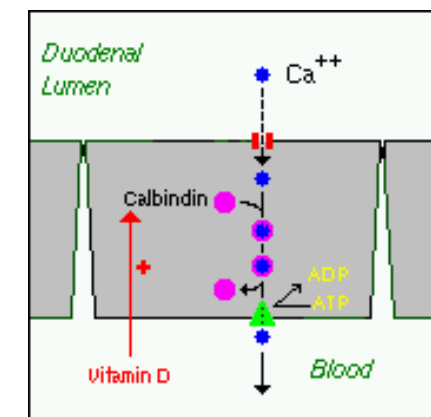 Duodenal
Lumen
Ca++
Calbindin
+
ADP
ATP
Vitamin D
Blood